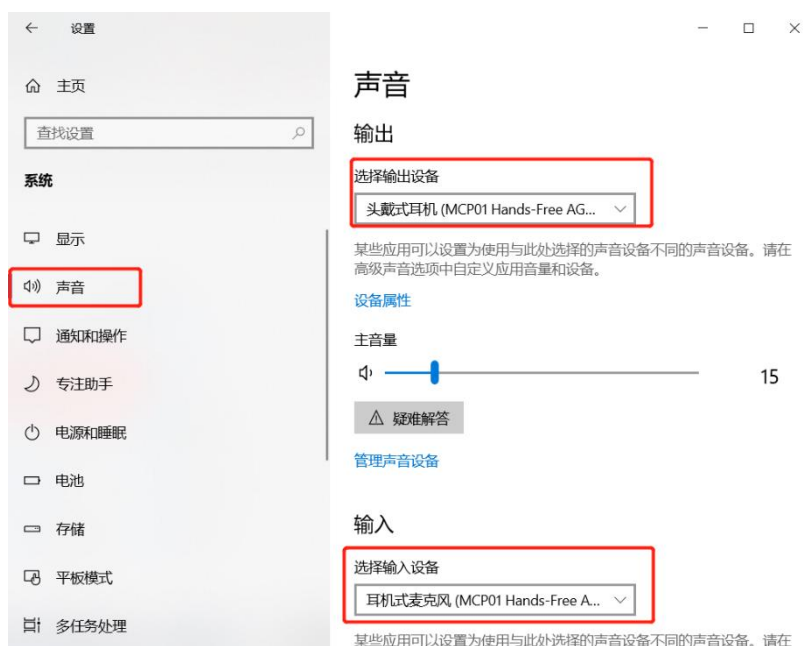 设置
主页
查找设置
系统
显示
声音
通知和操作
专注助手
电源和睡眠
电池
存储
平板模式
多任务处理
声音
输出
选择输出设备
头戴式耳机 (MCP01 Hands-Free AG...
某些应用可以设置为使用与此处选择的声音设备不同的声音设备。请在
高级声音选项中自定义应用音量和设备。
设备属性
主音量
15
疑难解答
管理声音设备
输入
选择输入设备
耳机式麦克风 (MCP01 Hands-Free A...
某些应用可以设置为使用与此处选择的声音设备不同的声音设备。请在